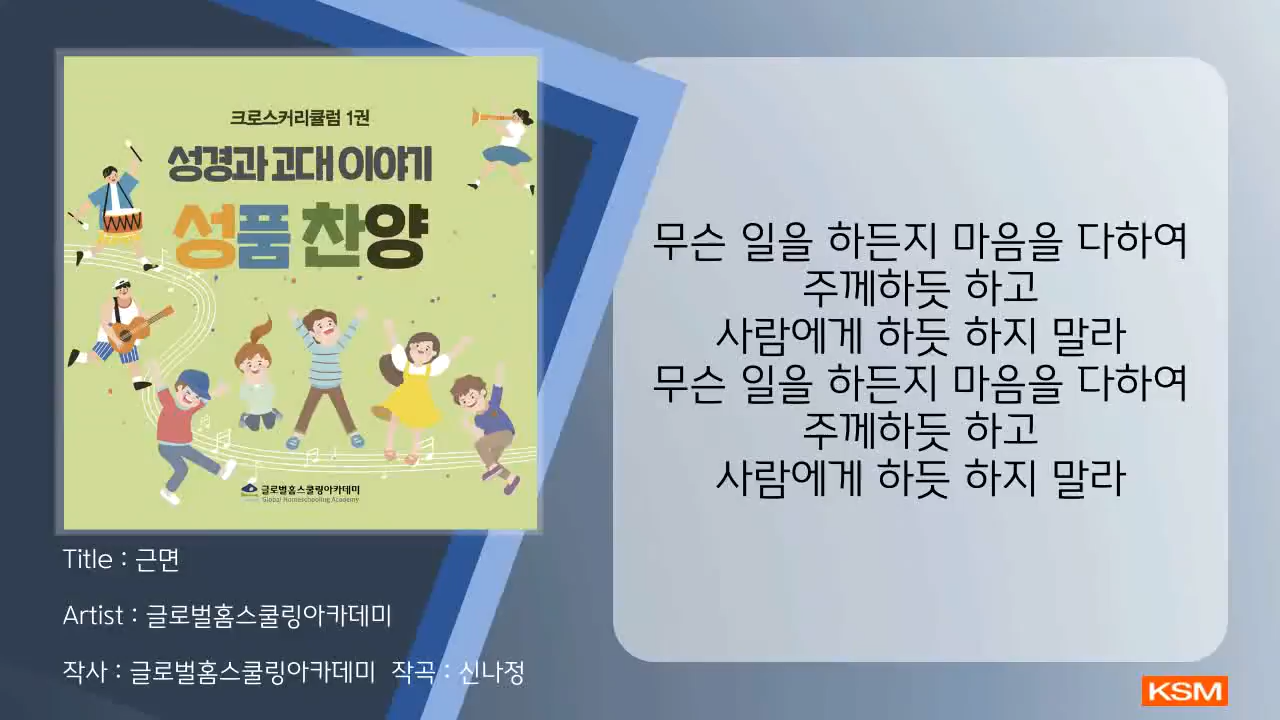 크로스커리큘럼 1권
성경과 고대 이야기
성품 찬양
글로벌홈스쿨링아카데미
Global Homeschooling Academy
Title : 근면
Artist : 글로벌홈스쿨링아카데미
작사 : 글로벌홈스쿨링아카데미 작곡 : 신나정
무슨 일을 하든지 마음을 다하여
주께하듯 하고
사람에게 하듯 하지 말라
무슨 일을 하든지 마음을 다하여
주께하듯 하고
사람에게 하듯 하지 말라
KSM